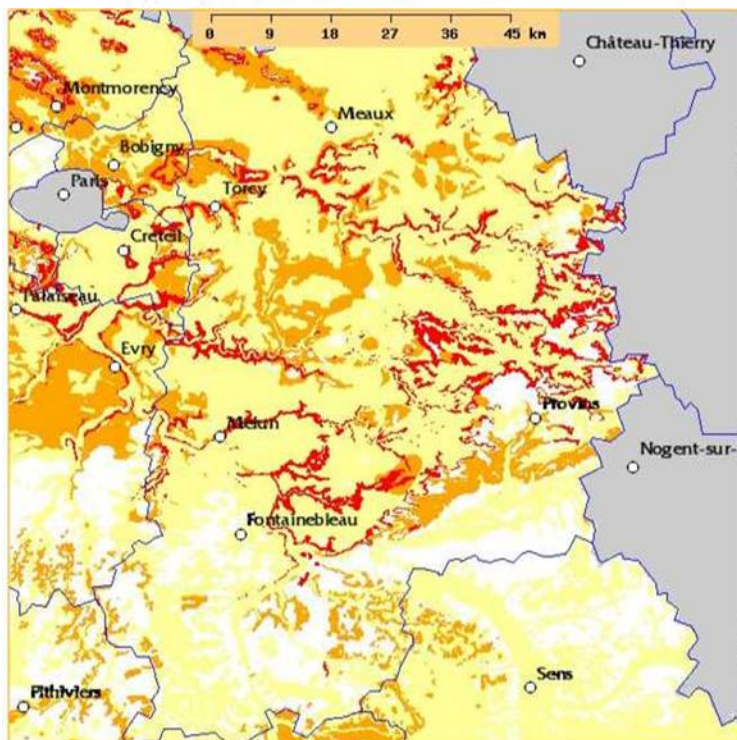 0 9 18 27 36 45 km
Château-Thierry
Montmorency
Meaux
Bobigny
Paris
Torcy
Créteil
Palaiseau
Evry
Provins
Melun
Nogent-sur-
Fontainebleau
Sens
Pithiviers